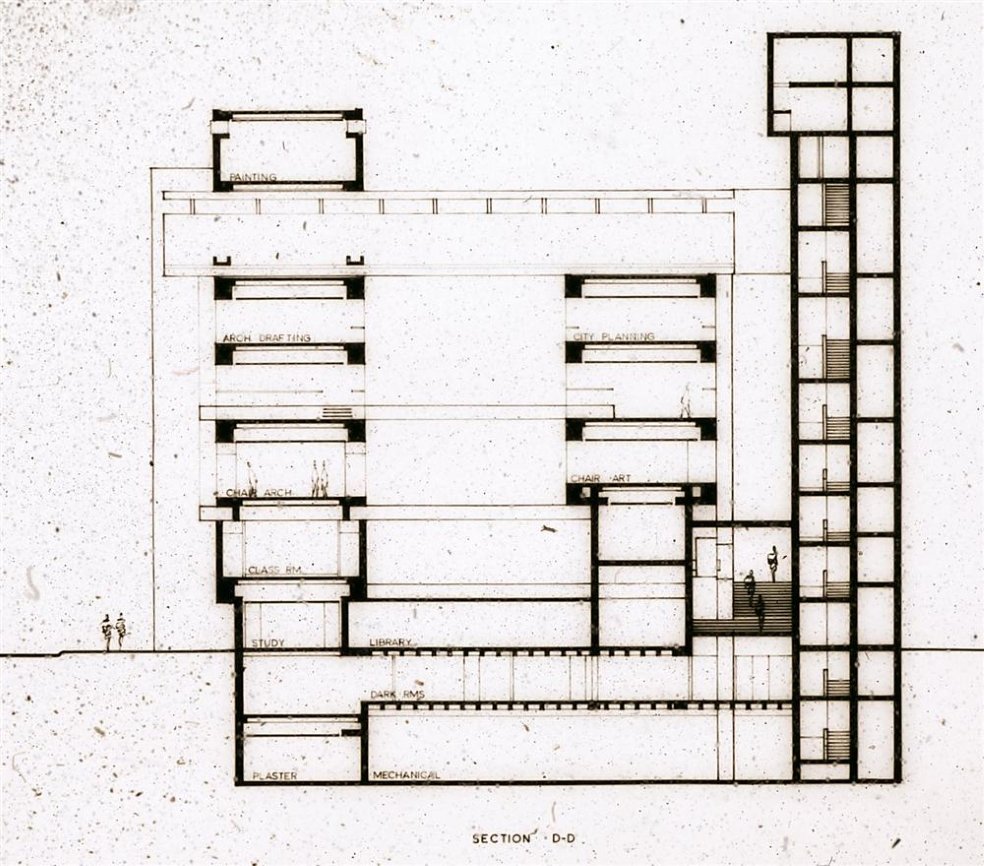 PAINTING
ARCH DRAFTING
CITY PLANNING
CHAIR ARCH
CHAIR ART
CLASS RM
STUDY
LIBRARY
DARK RMS
PLASTER
MECHANICAL
SECTION D-D